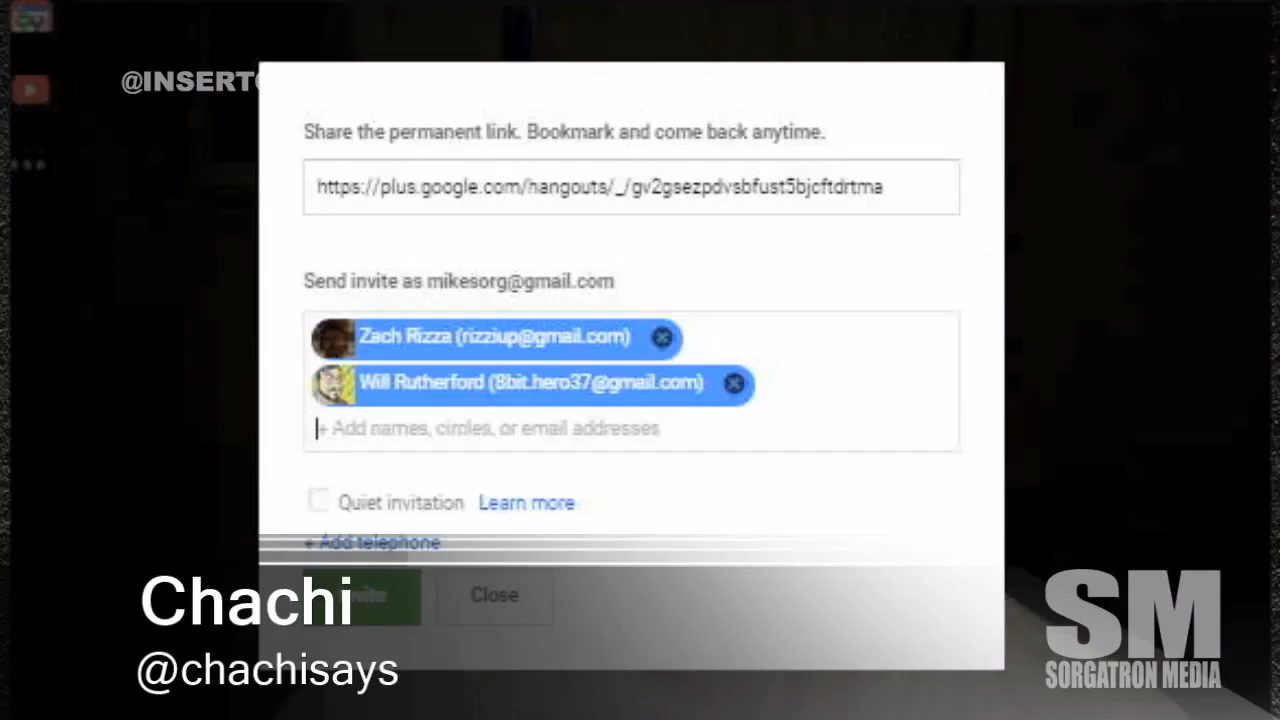 @INSERTC
Share the permanent link. Bookmark and come back anytime.
https://plus.google.com/hangouts/_/gv2gsezpdvsbfust5bjcftdrtma
Send invite as mikesorg@gmail.com
Zach Rizza (rizziup@gmail.com)
Will Rutherford (8bit.hero37@gmail.com)
+ Add names, circles, or email addresses
Quiet invitation Learn more
+ Add telephone
Invite Close
Chachi
@chachisays
SM
SORGATRON MEDIA